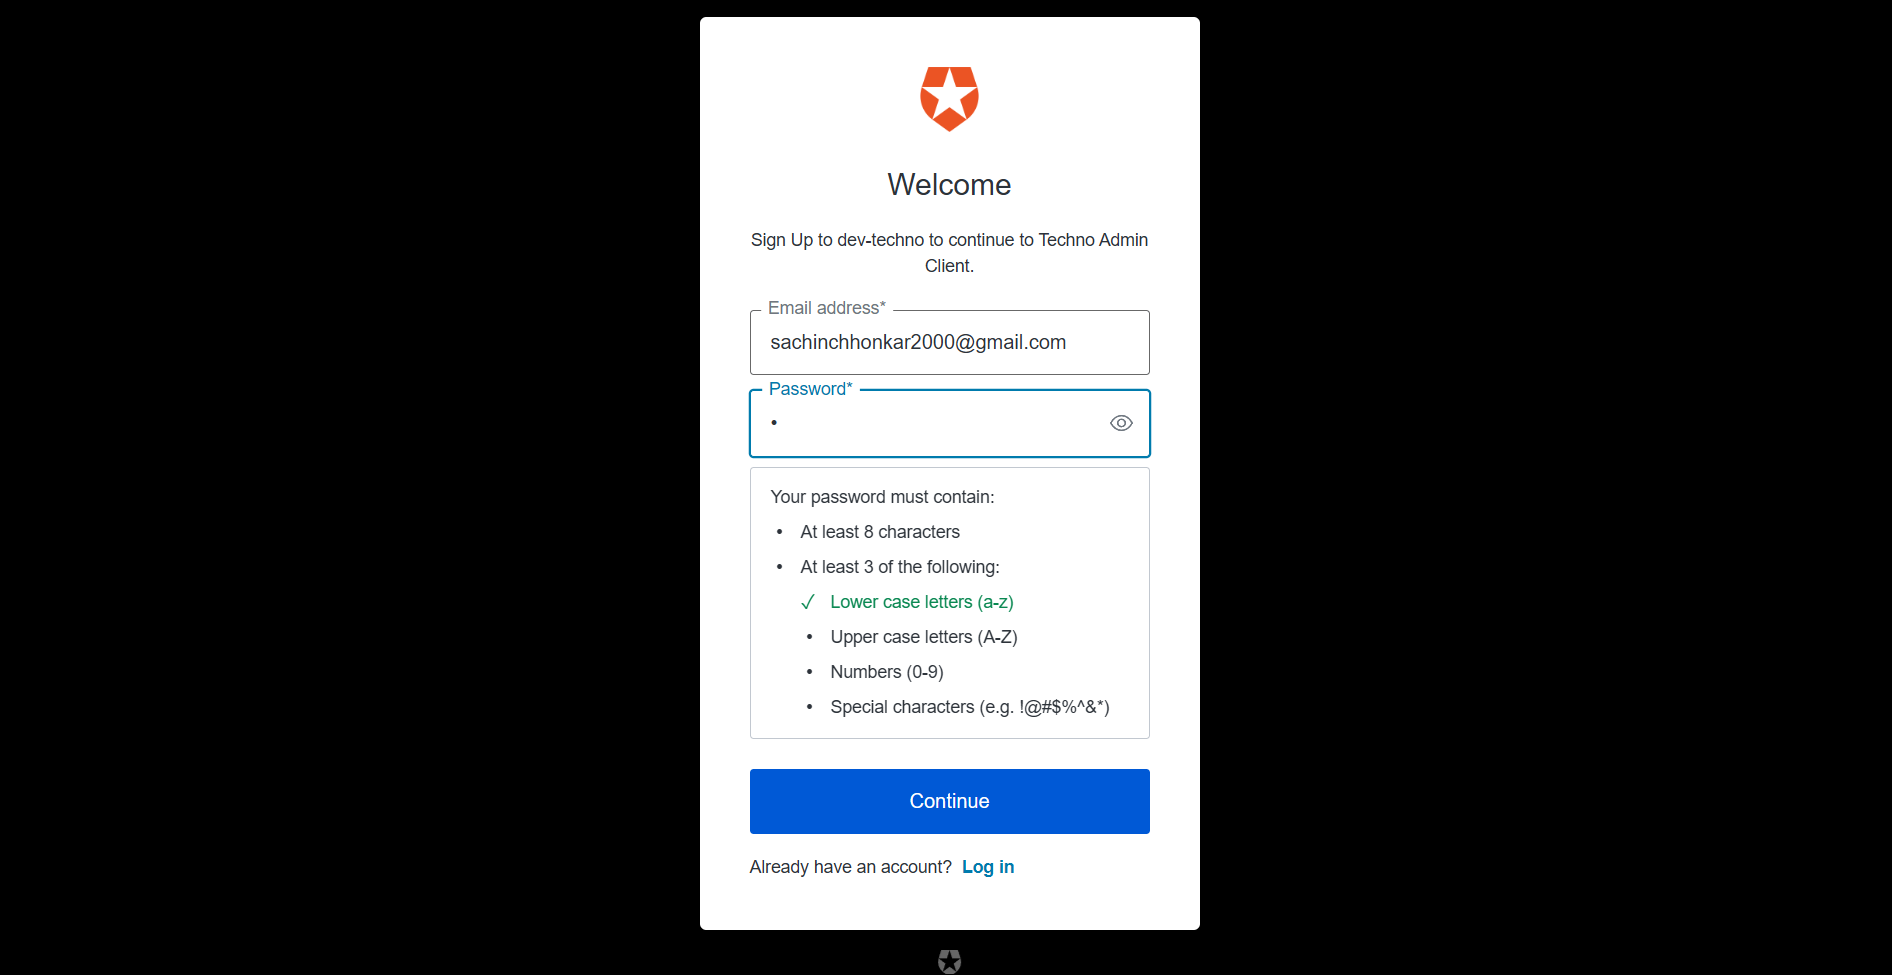 Welcome
Sign Up to dev-techno to continue to Techno Admin
Client.
Email address*
sachinchhonkar2000@gmail.com
Password*
•
Your password must contain:
• At least 8 characters
• At least 3 of the following:
✓ Lower case letters (a-z)
• Upper case letters (A-Z)
• Numbers (0-9)
• Special characters (e.g. !@#$%^&*)
Continue
Already have an account? Log in